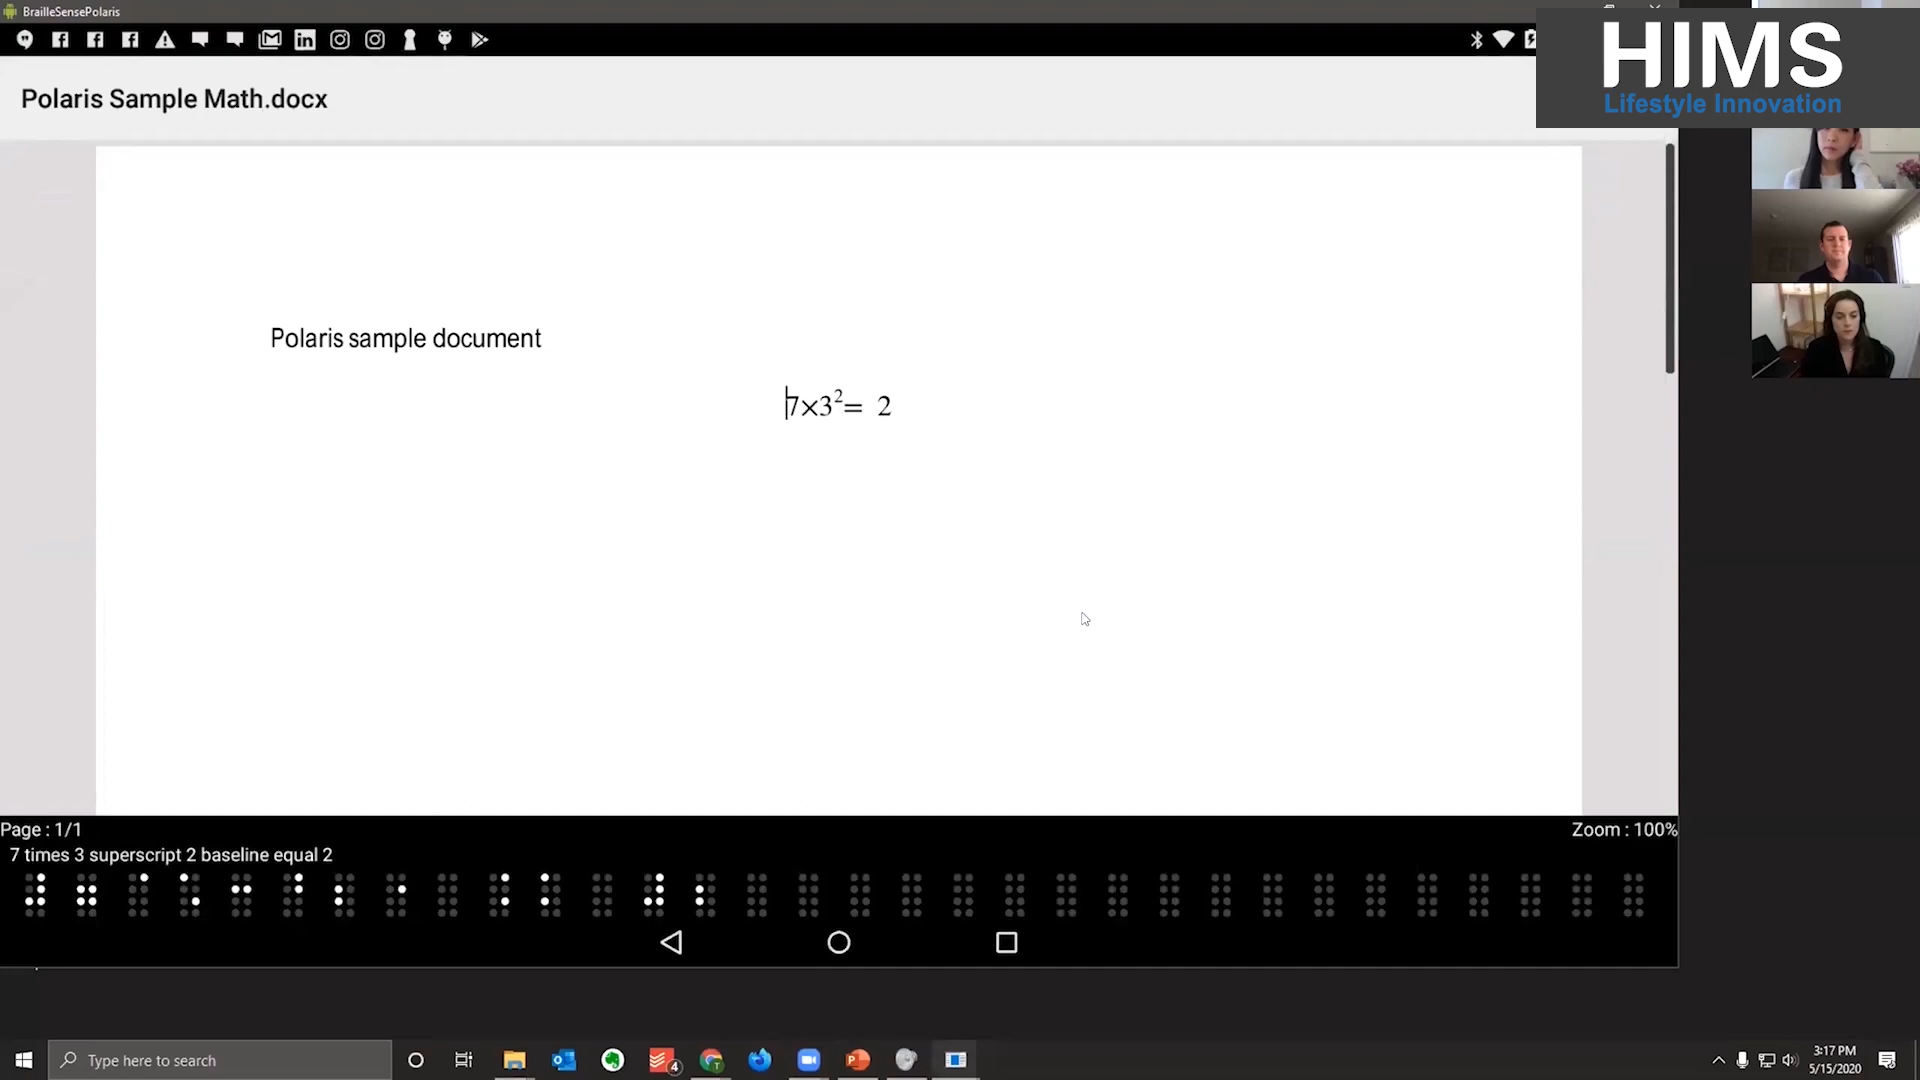 BrailleSensePolaris
HIMS
Lifestyle Innovation
Polaris Sample Math.docx
Polaris sample document
7×3²= 2
Page : 1/1
Zoom : 100%
7 times 3 superscript 2 baseline equal 2
Type here to search
4
3:17 PM
5/15/2020